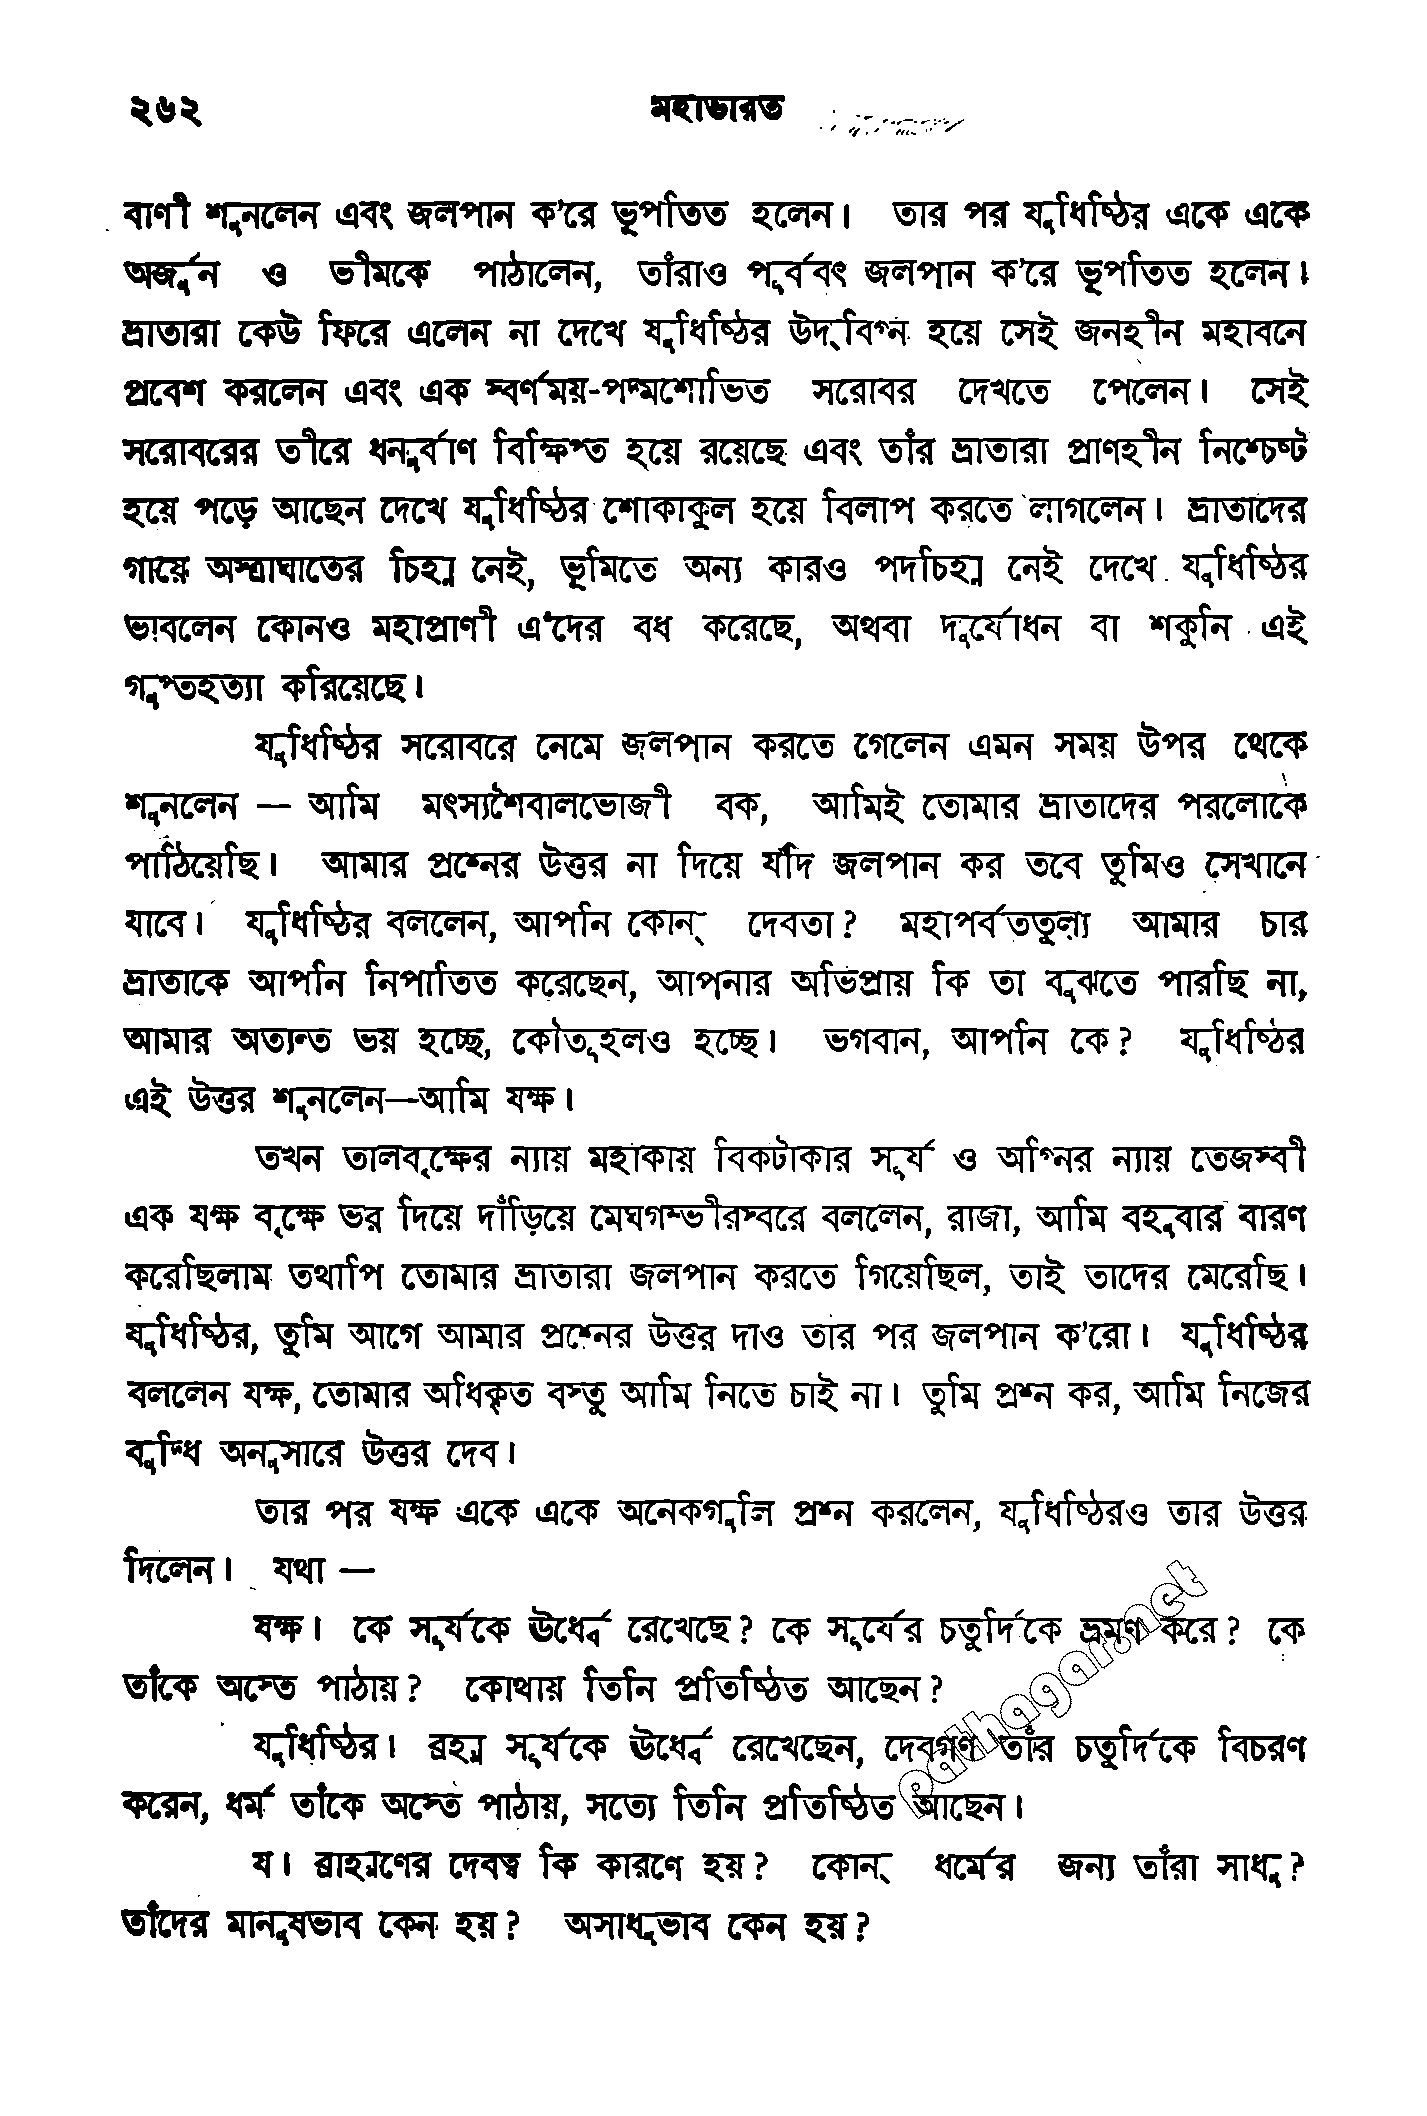 ২৬২ মহাভারত
বাণী শুনলেন এবং জলপান ক'রে ভূপতিত হলেন। তার পর যুধিষ্ঠির একে একে
অর্জুন ও ভীমকে পাঠালেন, তাঁরাও পূর্ববৎ জলপান ক'রে ভূপতিত হলেন।
ভ্রাতারা কেউ ফিরে এলেন না দেখে যুধিষ্ঠির উদ্‌বিগ্ন হয়ে সেই জনহীন মহাবনে
প্রবেশ করলেন এবং এক স্বর্ণময়-পদ্মশোভিত সরোবর দেখতে পেলেন। সেই
সরোবরের তীরে ধনুর্বাণ বিক্ষিপ্ত হয়ে রয়েছে এবং তাঁর ভ্রাতারা প্রাণহীন নিশ্চেষ্ট
হয়ে পড়ে আছেন দেখে যুধিষ্ঠির শোকাকুল হয়ে বিলাপ করতে লাগলেন। ভ্রাতাদের
গায়ে অস্ত্রাঘাতের চিহ্ন নেই, ভূমিতে অন্য কারও পদচিহ্ন নেই দেখে যুধিষ্ঠির
ভাবলেন কোনও মহাপ্রাণী এঁদের বধ করেছে, অথবা দুর্যোধন বা শকুনি এই
গুপ্তহত্যা করিয়েছে।
যুধিষ্ঠির সরোবরে নেমে জলপান করতে গেলেন এমন সময় উপর থেকে
শুনলেন — আমি মৎস্যশৈবালভোজী বক, আমিই তোমার ভ্রাতাদের পরলোকে
পাঠিয়েছি। আমার প্রশ্নের উত্তর না দিয়ে যদি জলপান কর তবে তুমিও সেখানে
যাবে। যুধিষ্ঠির বললেন, আপনি কোন্ দেবতা? মহাপর্বততুল্য আমার চার
ভ্রাতাকে আপনি নিপাতিত করেছেন, আপনার অভিপ্রায় কি তা বুঝতে পারছি না,
আমার অত্যন্ত ভয় হচ্ছে, কৌতূহলও হচ্ছে। ভগবান, আপনি কে? যুধিষ্ঠির
এই উত্তর শুনলেন—আমি যক্ষ।
তখন তালবৃক্ষের ন্যায় মহাকায় বিকটাকার সূর্য ও অগ্নির ন্যায় তেজস্বী
এক যক্ষ বৃক্ষে ভর দিয়ে দাঁড়িয়ে মেঘগম্ভীরস্বরে বললেন, রাজা, আমি বহুবার বারণ
করেছিলাম তথাপি তোমার ভ্রাতারা জলপান করতে গিয়েছিল, তাই তাদের মেরেছি।
যুধিষ্ঠির, তুমি আগে আমার প্রশ্নের উত্তর দাও তার পর জলপান ক'রো। যুধিষ্ঠির
বললেন যক্ষ, তোমার অধিকৃত বস্তু আমি নিতে চাই না। তুমি প্রশ্ন কর, আমি নিজের
বুদ্ধি অনুসারে উত্তর দেব।
তার পর যক্ষ একে একে অনেকগুলি প্রশ্ন করলেন, যুধিষ্ঠিরও তার উত্তর
দিলেন। যথা —
যক্ষ। কে সূর্যকে ঊর্ধ্বে রেখেছে? কে সূর্যের চতুর্দিকে ভ্রমণ করে? কে
তাঁকে অস্তে পাঠায়? কোথায় তিনি প্রতিষ্ঠিত আছেন?
যুধিষ্ঠির। ব্রহ্ম সূর্যকে ঊর্ধ্বে রেখেছেন, দেবগণ তাঁর চতুর্দিকে বিচরণ
করেন, ধর্ম তাঁকে অস্তে পাঠায়, সত্যে তিনি প্রতিষ্ঠিত আছেন।
য। ব্রাহ্মণের দেবত্ব কি কারণে হয়? কোন্ ধর্মের জন্য তাঁরা সাধু?
তাঁদের মানুষভাব কেন হয়? অসাধুভাব কেন হয়?
pathagar.net